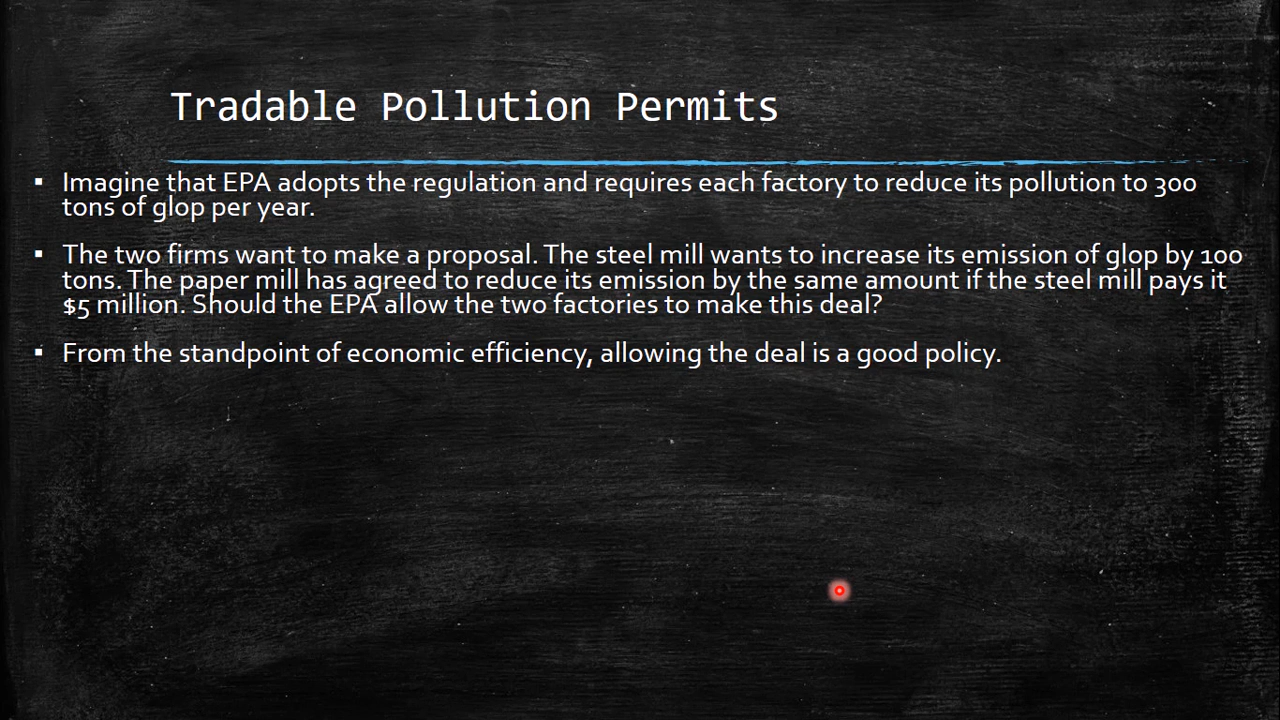 Tradable Pollution Permits
▪ Imagine that EPA adopts the regulation and requires each factory to reduce its pollution to 300
tons of glop per year.
▪ The two firms want to make a proposal. The steel mill wants to increase its emission of glop by 100
tons. The paper mill has agreed to reduce its emission by the same amount if the steel mill pays it
$5 million. Should the EPA allow the two factories to make this deal?
▪ From the standpoint of economic efficiency, allowing the deal is a good policy.